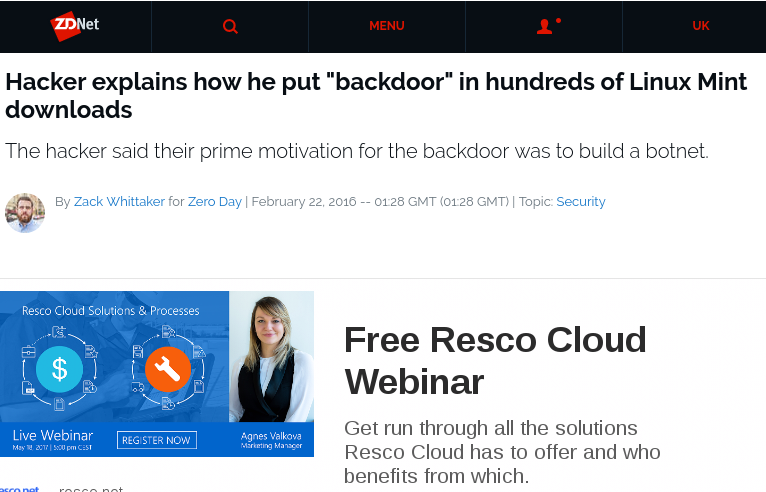 ZDNet
MENU
UK
Hacker explains how he put "backdoor" in hundreds of Linux Mint
downloads
The hacker said their prime motivation for the backdoor was to build a botnet.
By Zack Whittaker for Zero Day | February 22, 2016 -- 01:28 GMT (01:28 GMT) | Topic: Security
Resco Cloud Solutions & Processes
$
Live Webinar
May 18, 2017 | 5:00 pm CEST
REGISTER NOW
Agnes Valkova
Marketing Manager
Free Resco Cloud
Webinar
Get run through all the solutions
Resco Cloud has to offer and who
benefits from which.
resco.net